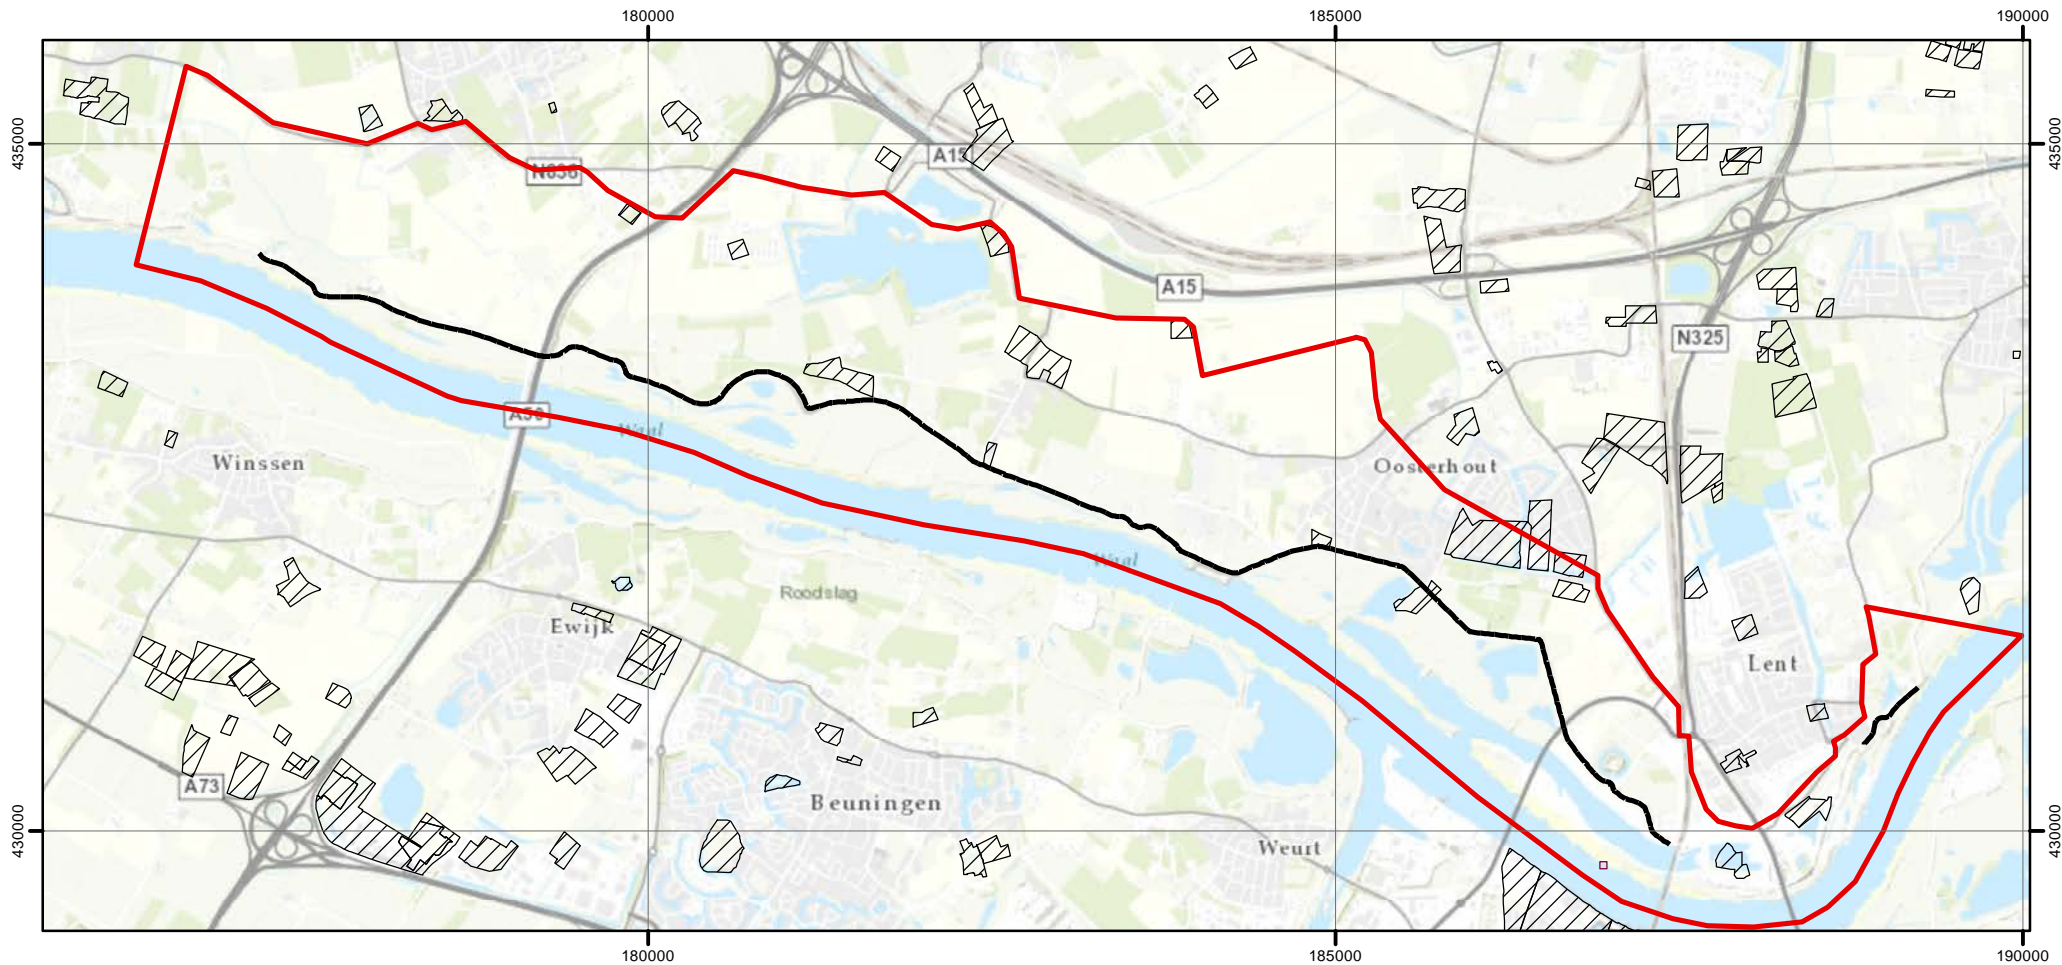 180000
185000
190000
435000
435000
A15
N836
A15
N325
A50
Waal
Winssen
Oosterhout
Waal
Roodslag
Ewijk
Lent
A73
Beuningen
430000
430000
Weurt
180000
185000
190000